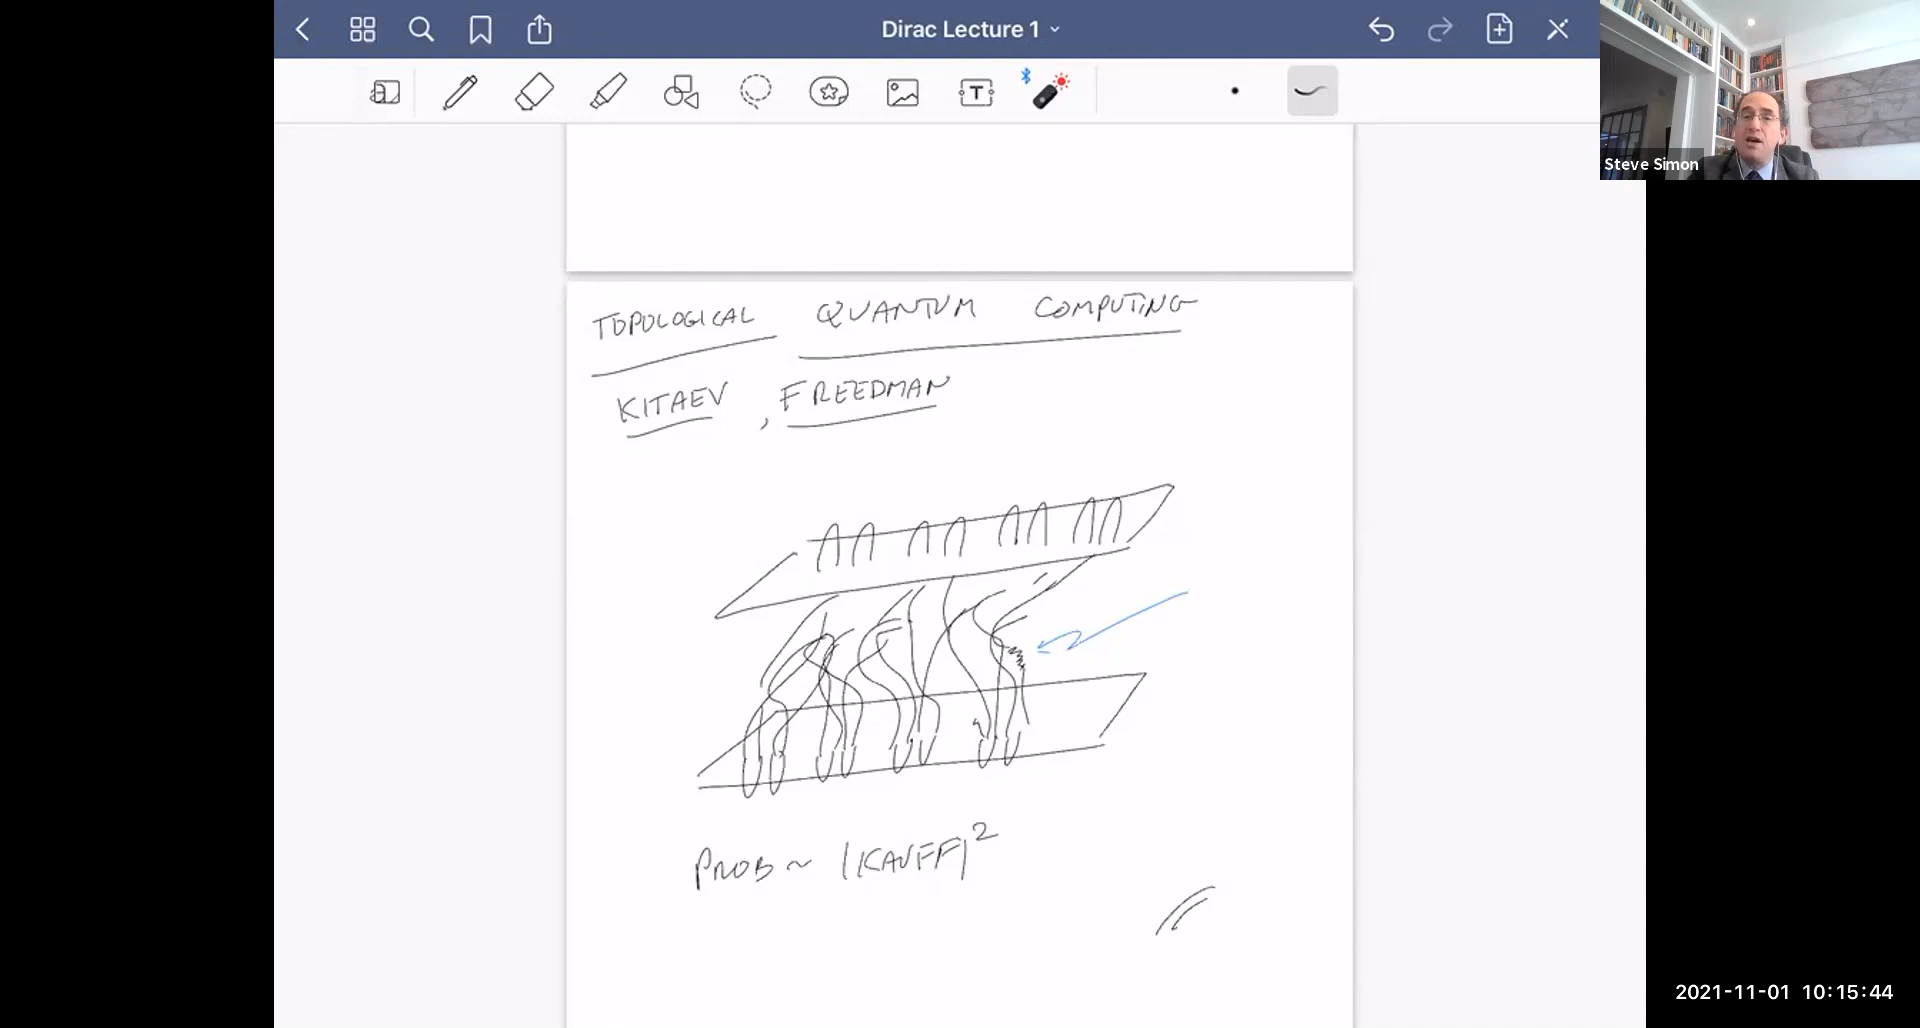 Dirac Lecture 1
T
Steve Simon
TOPOLOGICAL QUANTUM COMPUTING
KITAEV, FREEDMAN
PROB ~ |KAUFF|²
2021-11-01 10:15:44